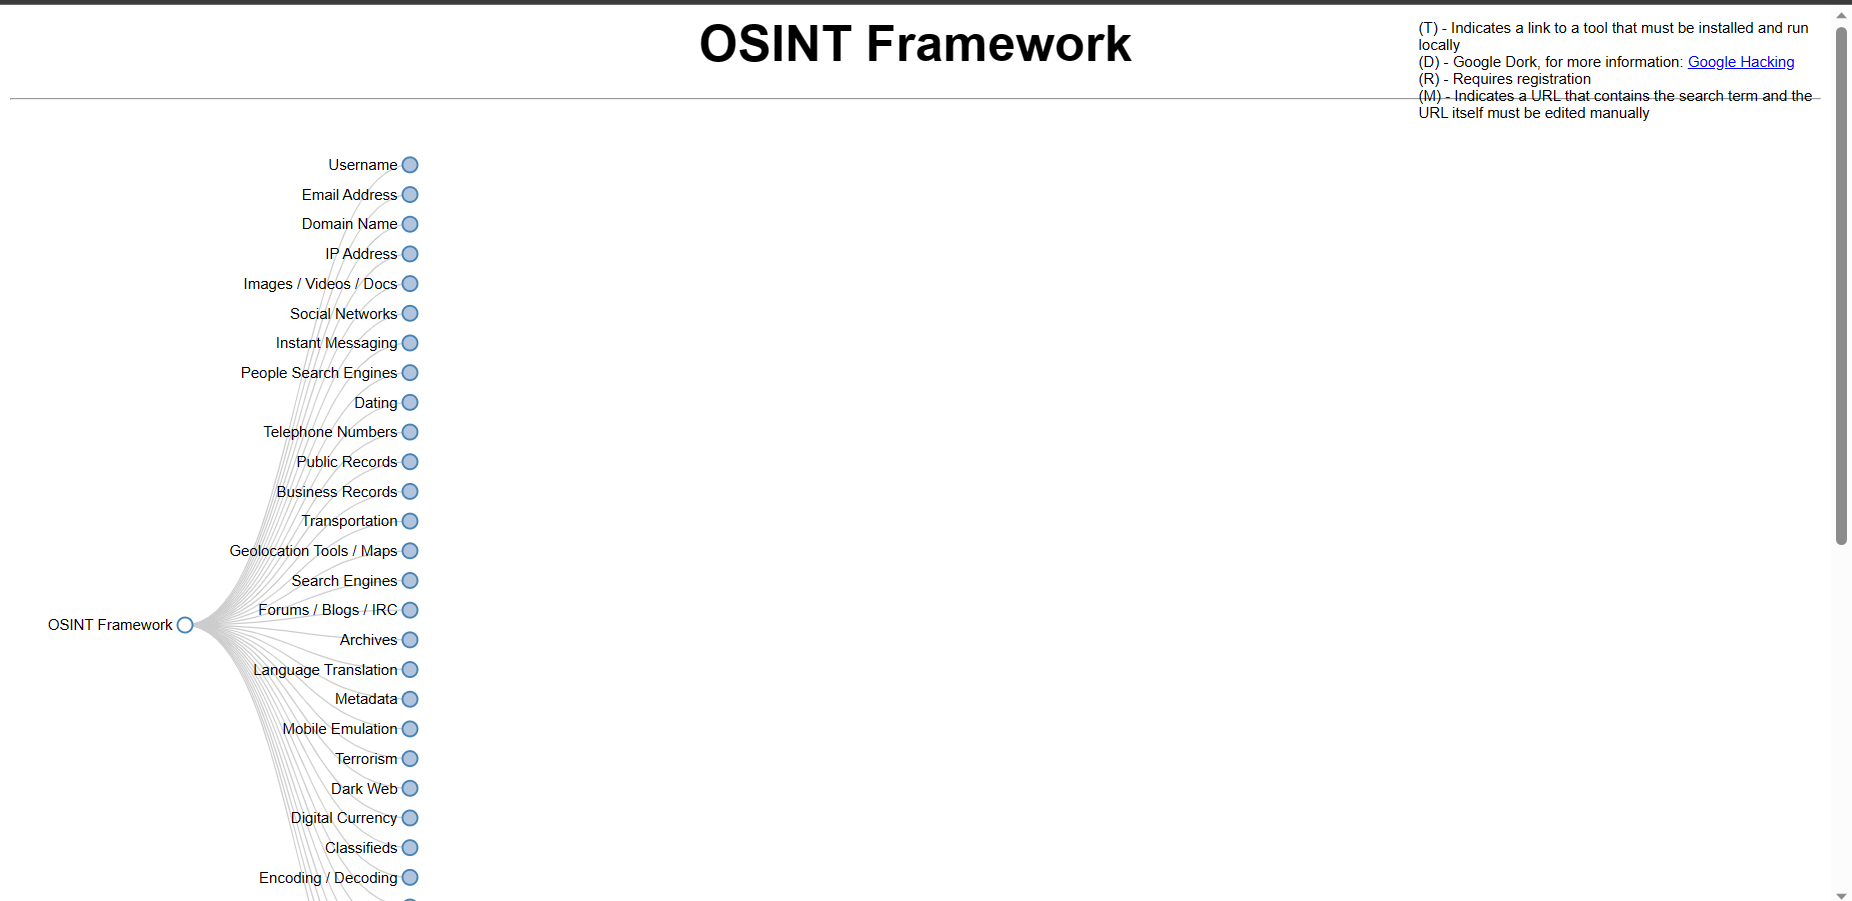 OSINT Framework
(T) - Indicates a link to a tool that must be installed and run
locally
(D) - Google Dork, for more information: Google Hacking
(R) - Requires registration
(M) - Indicates a URL that contains the search term and the
URL itself must be edited manually
Username
Email Address
Domain Name
IP Address
Images / Videos / Docs
Social Networks
Instant Messaging
People Search Engines
Dating
Telephone Numbers
Public Records
Business Records
Transportation
Geolocation Tools / Maps
Search Engines
Forums / Blogs / IRC
OSINT Framework
Archives
Language Translation
Metadata
Mobile Emulation
Terrorism
Dark Web
Digital Currency
Classifieds
Encoding / Decoding